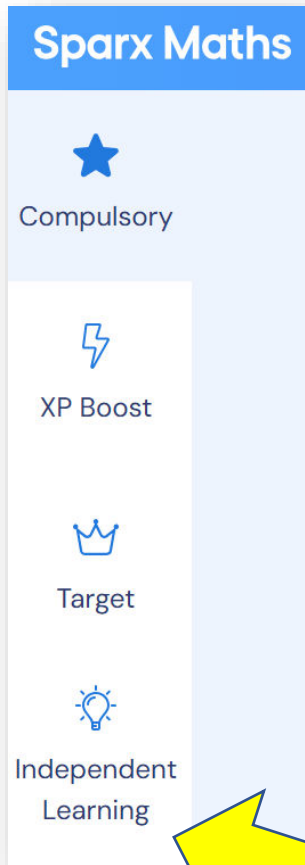 Sparx Maths
Compulsory
XP Boost
Target
Independent
Learning